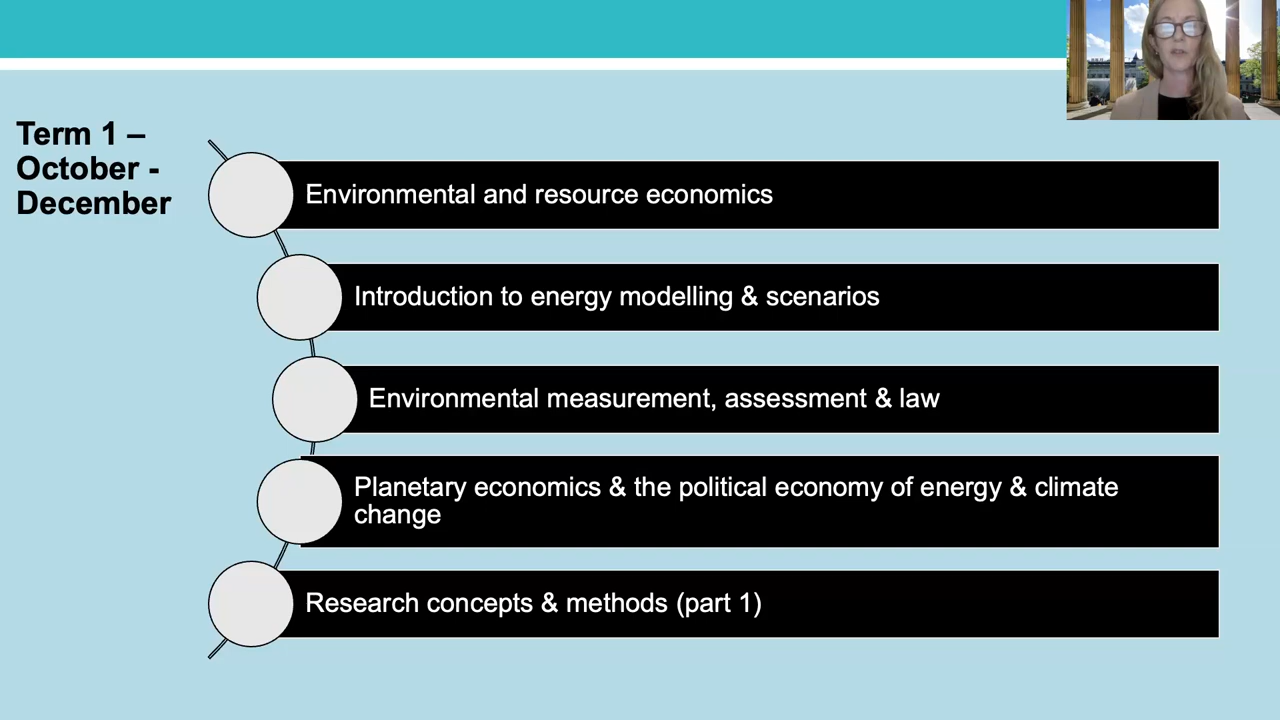 Term 1 –
October -
December
Environmental and resource economics
Introduction to energy modelling & scenarios
Environmental measurement, assessment & law
Planetary economics & the political economy of energy & climate
change
Research concepts & methods (part 1)